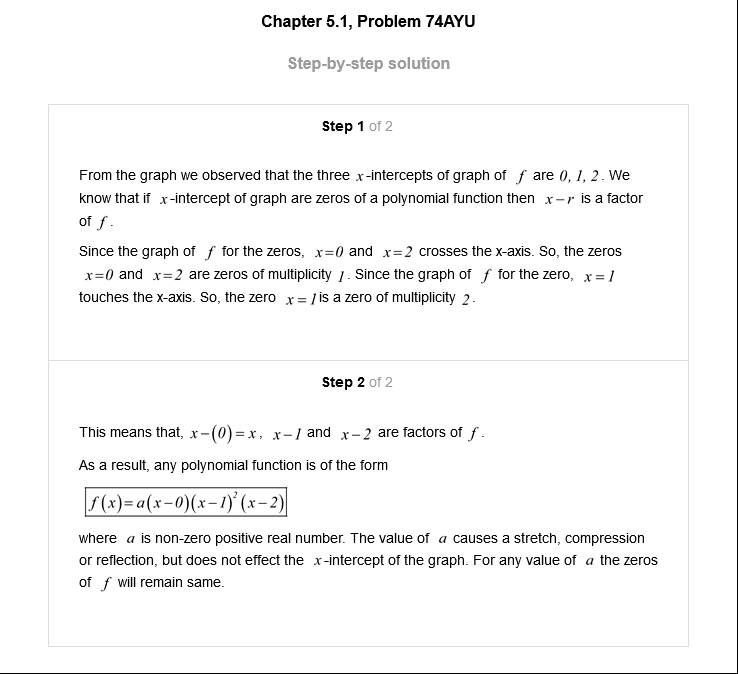 Chapter 5.1, Problem 74AYU
Step-by-step solution
Step 1 of 2
From the graph we observed that the three x-intercepts of graph of f are 0, 1, 2. We
know that if x-intercept of graph are zeros of a polynomial function then x−r is a factor
of f.
Since the graph of f for the zeros, x=0 and x=2 crosses the x-axis. So, the zeros
x=0 and x=2 are zeros of multiplicity 1. Since the graph of f for the zero, x=1
touches the x-axis. So, the zero x=1 is a zero of multiplicity 2.
Step 2 of 2
This means that, x−(0)=x, x−1 and x−2 are factors of f.
As a result, any polynomial function is of the form
f(x)=a(x−0)(x−1)²(x−2)
where a is non-zero positive real number. The value of a causes a stretch, compression
or reflection, but does not effect the x-intercept of the graph. For any value of a the zeros
of f will remain same.